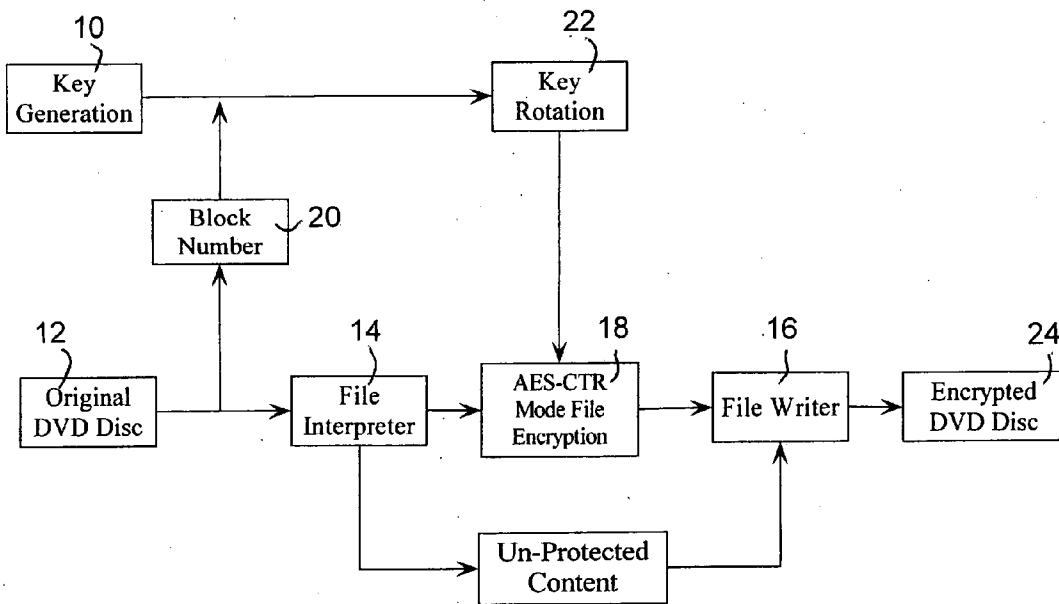 10
Key
Generation
22
Key
Rotation
Block
Number
20
12
Original
DVD Disc
14
File
Interpreter
18
AES-CTR
Mode File
Encryption
16
File Writer
24
Encrypted
DVD Disc
Un-Protected
Content